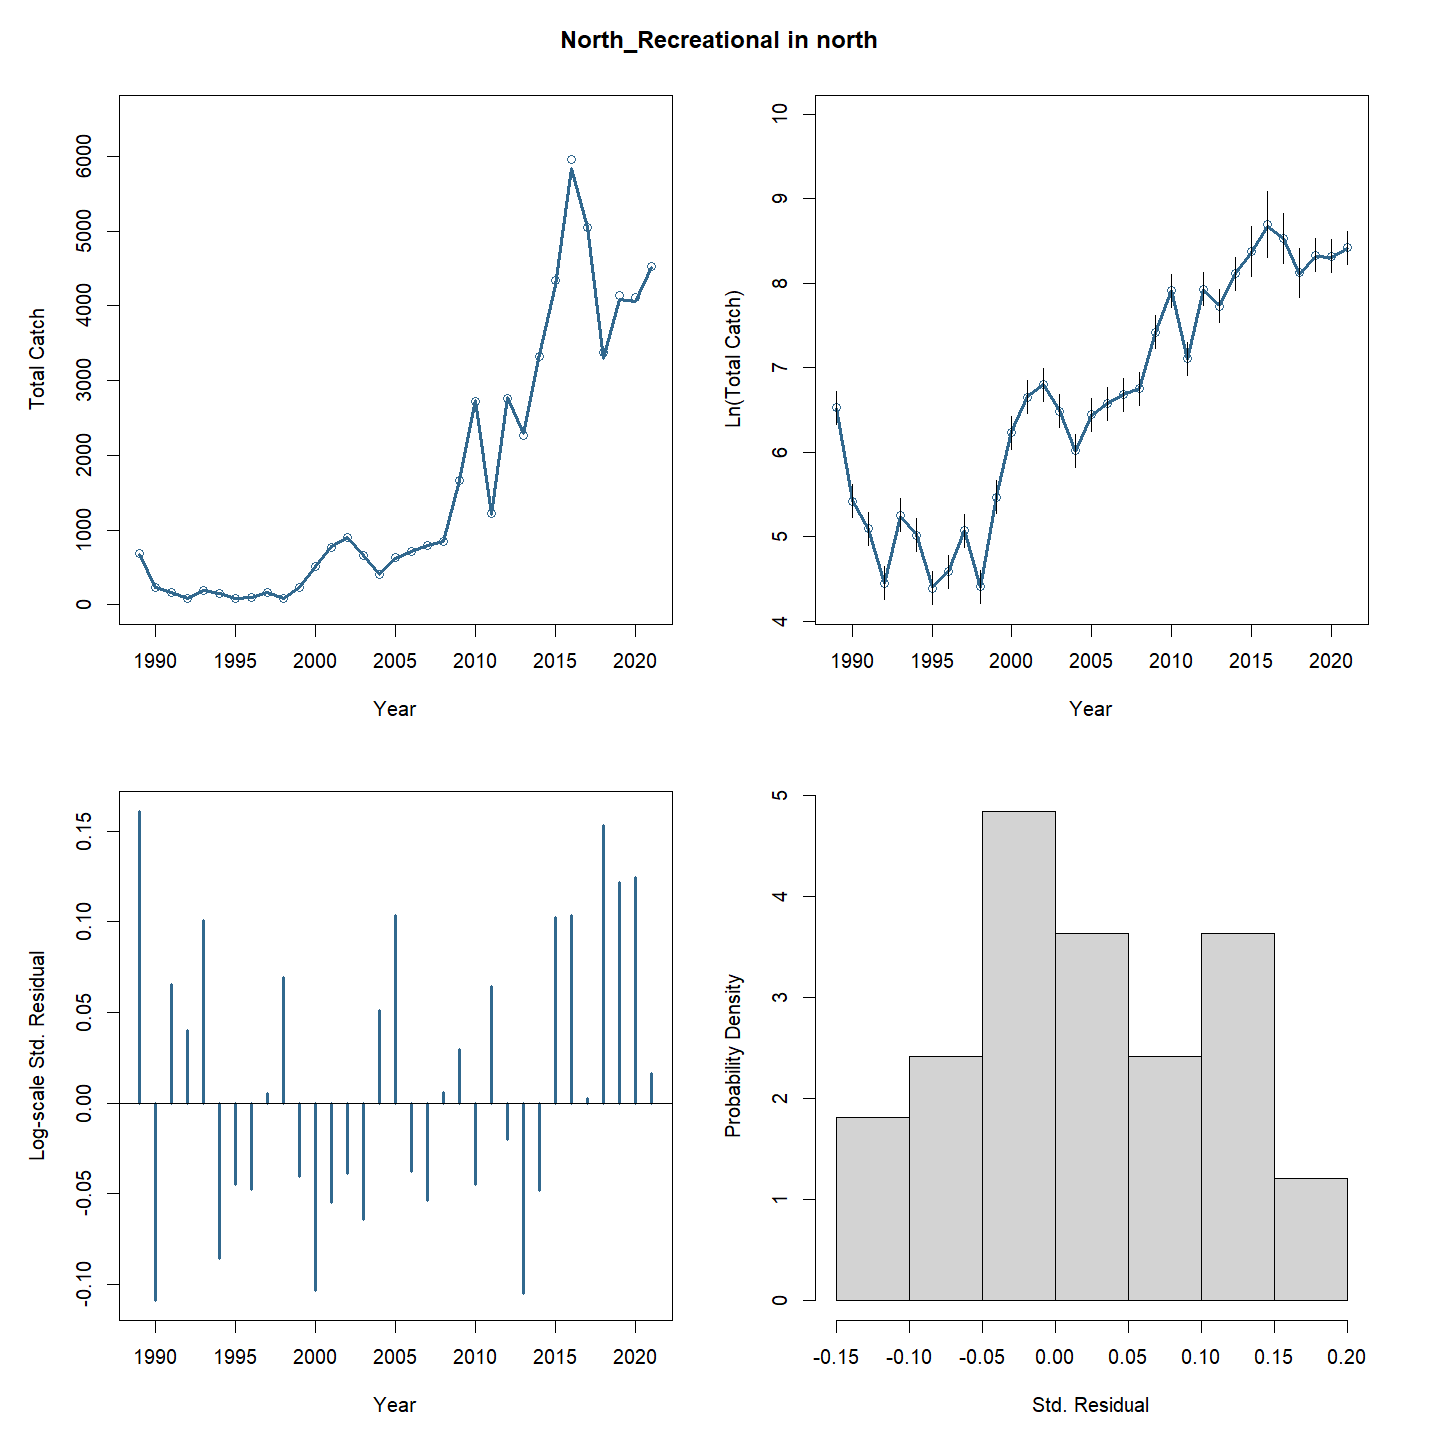 North_Recreational in north
Total Catch
6000
5000
4000
3000
2000
1000
0
1990 1995 2000 2005 2010 2015 2020
Year
Ln(Total Catch)
10
9
8
7
6
5
4
1990 1995 2000 2005 2010 2015 2020
Year
Log-scale Std. Residual
0.15
0.10
0.05
0.00
-0.05
-0.10
1990 1995 2000 2005 2010 2015 2020
Year
Probability Density
5
4
3
2
1
0
-0.15 -0.10 -0.05 0.00 0.05 0.10 0.15 0.20
Std. Residual